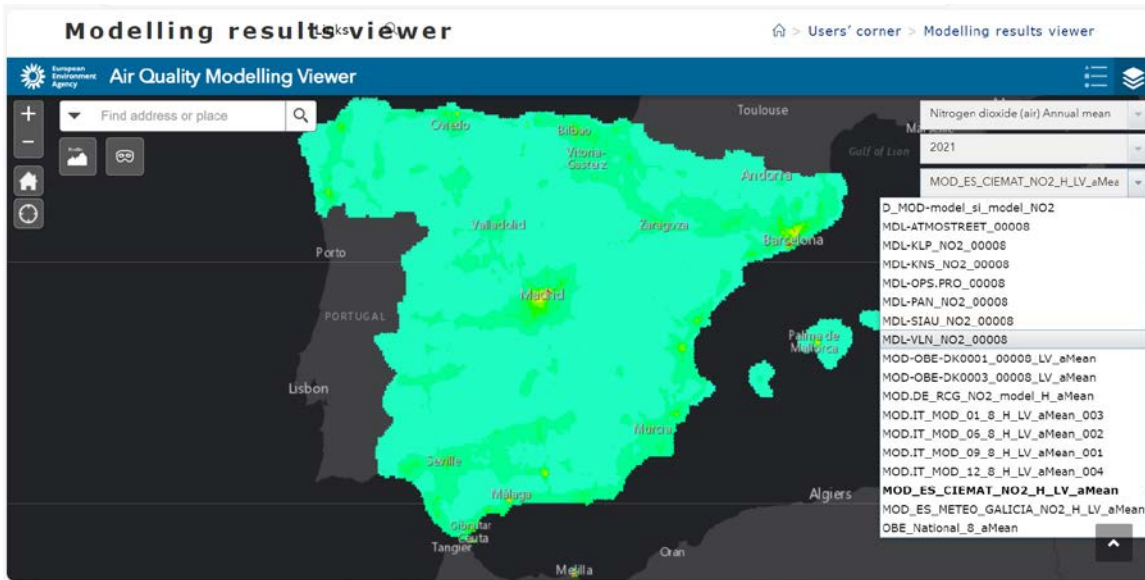 Modelling results viewer
Links
> Users' corner > Modelling results viewer
European
Environment
Agency
Air Quality Modelling Viewer
+
−
Find address or place
Toulouse
Nitrogen dioxide (air) Annual mean
Oviedo
Bilbao
Vitoria-
Gasteiz
Gulf of Lion
2021
Andorra
MOD_ES_CIEMAT_NO2_H_LV_aMea
D_MOD-model_si_model_NO2
MDL-ATMOSTREET_00008
MDL-KLP_NO2_00008
MDL-KNS_NO2_00008
MDL-OPS.PRO_00008
MDL-PAN_NO2_00008
MDL-SIAU_NO2_00008
MDL-VLN_NO2_00008
MOD-OBE-DK0001_00008_LV_aMean
MOD-OBE-DK0003_00008_LV_aMean
MOD.DE_RCG_NO2_model_H_aMean
MOD.IT_MOD_01_8_H_LV_aMean_003
MOD.IT_MOD_06_8_H_LV_aMean_002
MOD.IT_MOD_09_8_H_LV_aMean_001
MOD.IT_MOD_12_8_H_LV_aMean_004
MOD_ES_CIEMAT_NO2_H_LV_aMean
MOD_ES_METEO_GALICIA_NO2_H_LV_aMean
OBE_National_8_aMean
Valladolid
Zaragoza
Barcelona
Porto
Madrid
PORTUGAL
Palma de
Mallorca
Lisbon
Murcia
Seville
Málaga
Algiers
Gibraltar
Ceuta
Tangier
Oran
Melilla